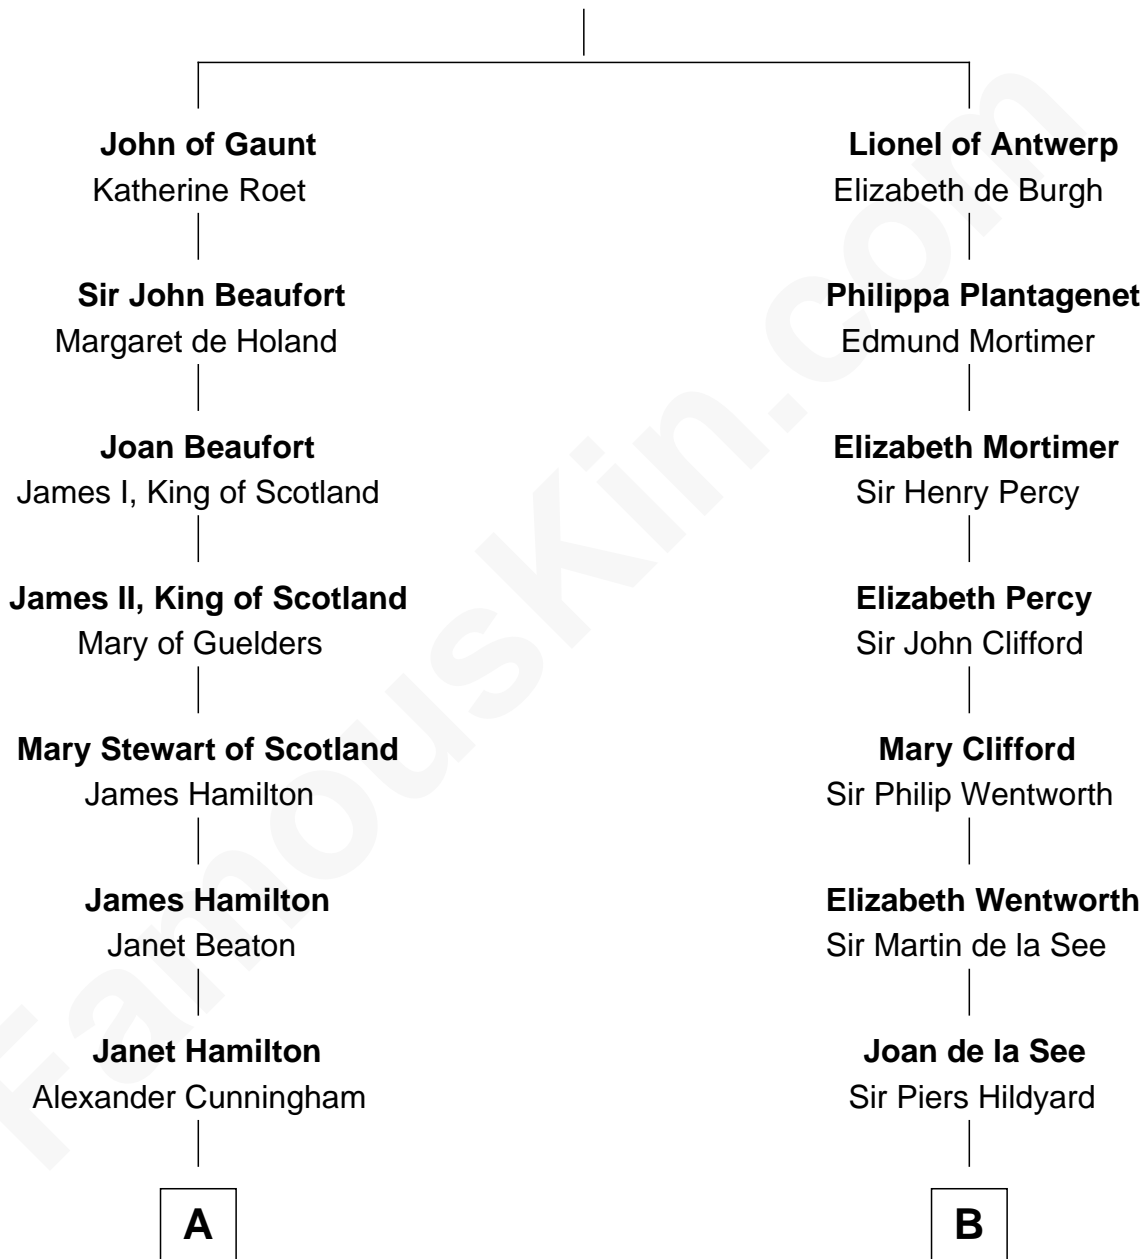 John of Gaunt
Katherine Roet
Sir John Beaufort
Margaret de Holand
Joan Beaufort
James I, King of Scotland
James II, King of Scotland
Mary of Guelders
Mary Stewart of Scotland
James Hamilton
James Hamilton
Janet Beaton
Janet Hamilton
Alexander Cunningham
A
Lionel of Antwerp
Elizabeth de Burgh
Philippa Plantagenet
Edmund Mortimer
Elizabeth Mortimer
Sir Henry Percy
Elizabeth Percy
Sir John Clifford
Mary Clifford
Sir Philip Wentworth
Elizabeth Wentworth
Sir Martin de la See
Joan de la See
Sir Piers Hildyard
B
FamousKin.com